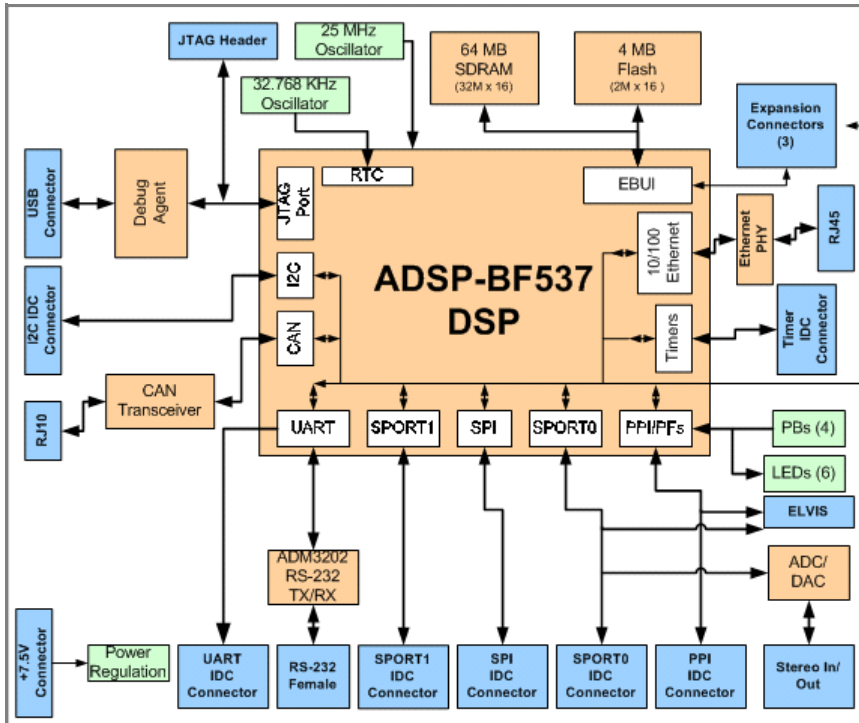 JTAG Header
25 MHz
Oscillator
32.768 KHz
Oscillator
64 MB
SDRAM
(32M x 16)
4 MB
Flash
(2M x 16 )
Expansion
Connectors
(3)
USB
Connector
Debug
Agent
JTAG
Port
RTC
EBUI
10/100
Ethernet
Ethernet
PHY
RJ45
I2C IDC
Connector
I2C
ADSP-BF537
DSP
CAN
Timers
Timer
IDC
Connector
RJ10
CAN
Transceiver
UART
SPORT1
SPI
SPORT0
PPI/PFs
PBs (4)
LEDs (6)
ELVIS
ADM3202
RS-232
TX/RX
ADC/
DAC
+7.5V
Connector
Power
Regulation
UART
IDC
Connector
RS-232
Female
SPORT1
IDC
Connector
SPI
IDC
Connector
SPORT0
IDC
Connector
PPI
IDC
Connector
Stereo In/
Out